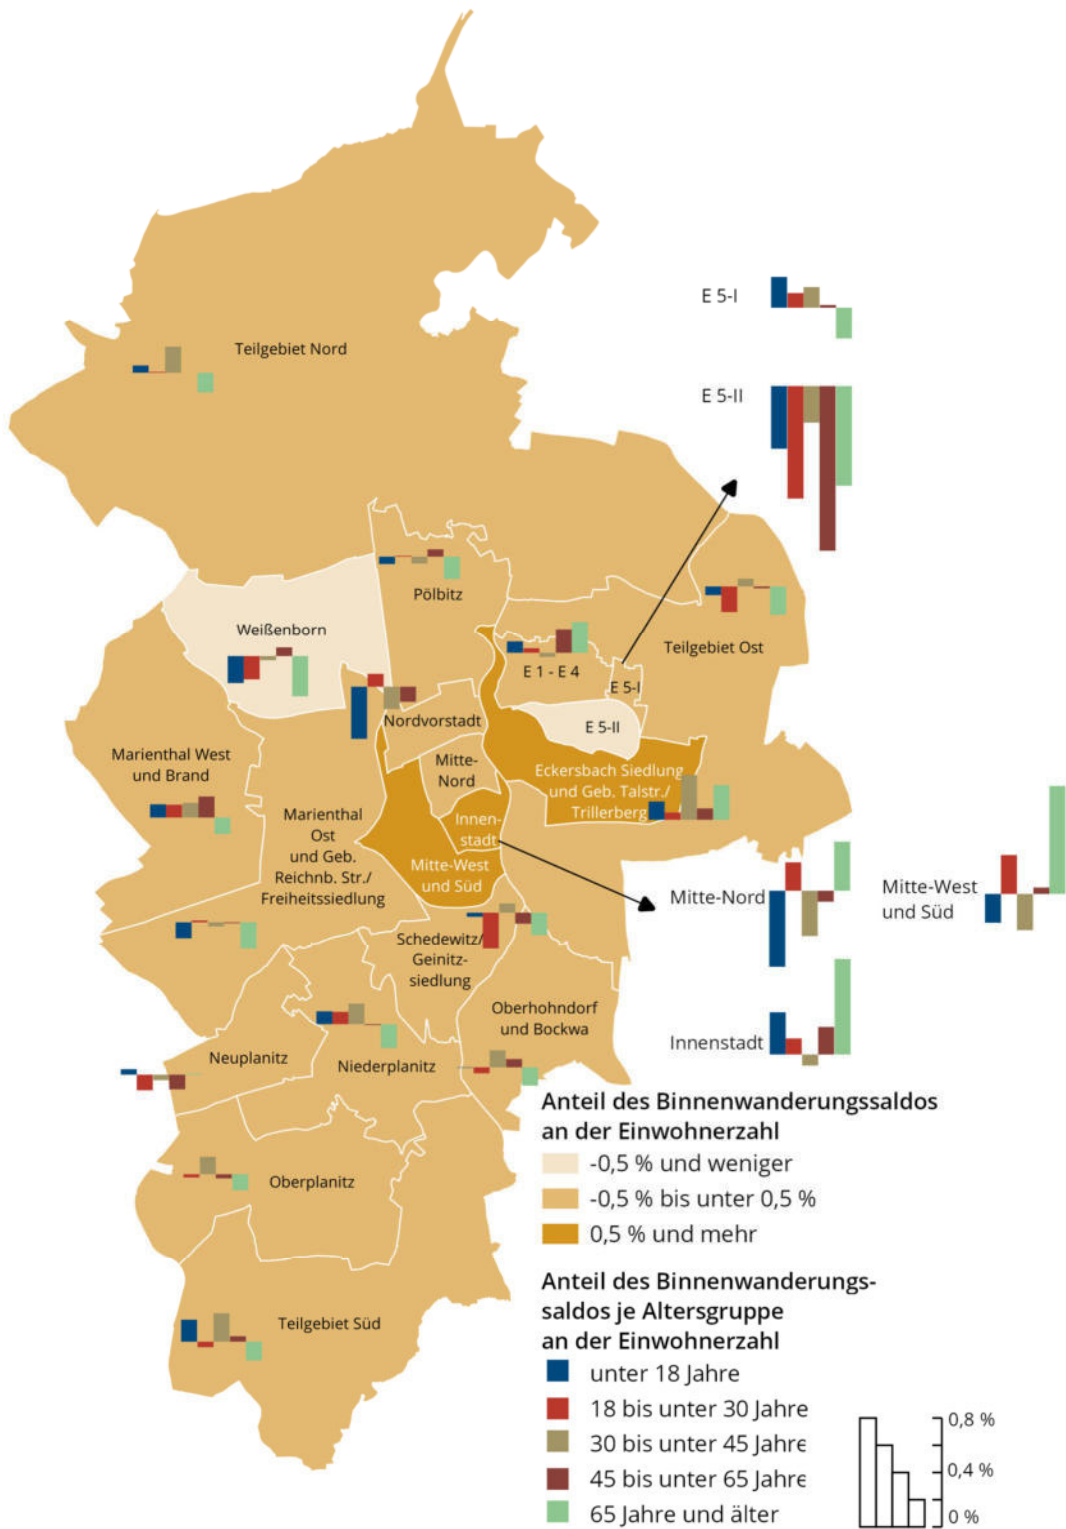 E 5-I
Teilgebiet Nord
E 5-II
Pölbitz
Weißenborn
Teilgebiet Ost
E 1 - E 4
E 5-I
Nordvorstadt
E 5-II
Marienthal West
und Brand
Mitte-
Nord
Eckersbach Siedlung
und Geb. Talstr./
Trillerberg
Marienthal
Ost
und Geb.
Reichnb. Str./
Freiheitssiedlung
Innen-
stadt
Mitte-West
und Süd
Mitte-Nord
Mitte-West
und Süd
Schedewitz/
Geinitz-
siedlung
Oberhohndorf
und Bockwa
Innenstadt
Neuplanitz
Niederplanitz
Oberplanitz
Teilgebiet Süd
Anteil des Binnenwanderungssaldos
an der Einwohnerzahl
-0,5 % und weniger
-0,5 % bis unter 0,5 %
0,5 % und mehr
Anteil des Binnenwanderungs-
saldos je Altersgruppe
an der Einwohnerzahl
unter 18 Jahre
18 bis unter 30 Jahre
30 bis unter 45 Jahre
45 bis unter 65 Jahre
65 Jahre und älter
0,8 %
0,4 %
0 %